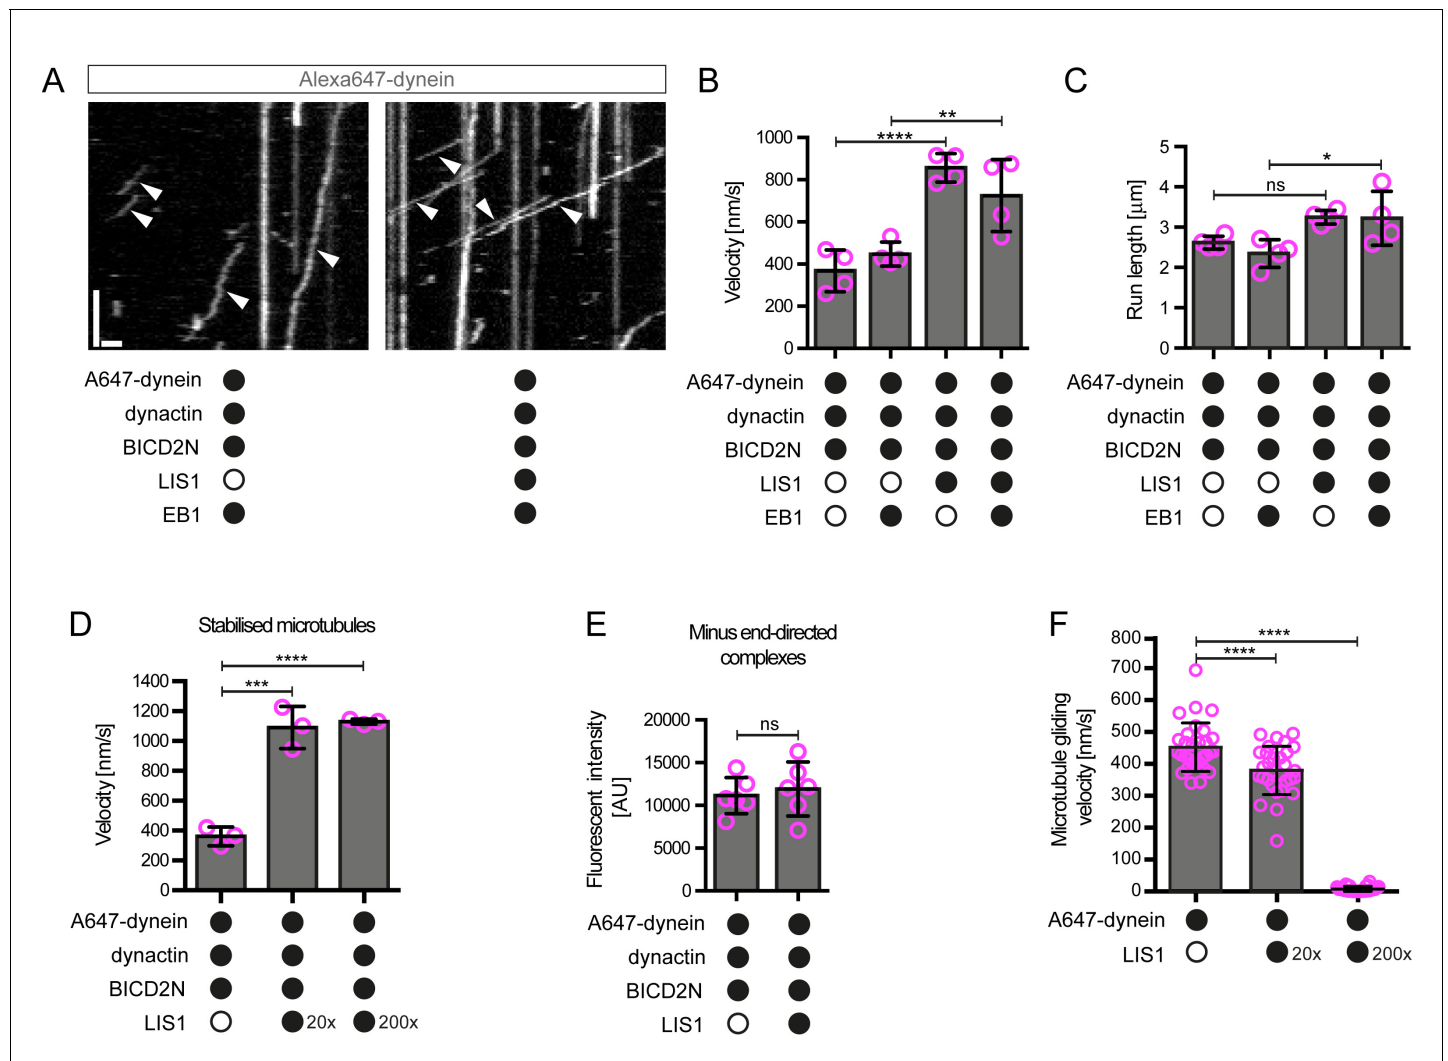 A
Alexa647-dynein
A647-dynein
dynactin
BICD2N
LIS1
EB1
B
Velocity [nm/s]
1000
800
600
400
200
0
****
**
A647-dynein
dynactin
BICD2N
LIS1
EB1
C
Run length [μm]
5
4
3
2
1
0
ns
*
A647-dynein
dynactin
BICD2N
LIS1
EB1
D
Stabilised microtubules
Velocity [nm/s]
1400
1200
1000
800
600
400
200
0
****
***
A647-dynein
dynactin
BICD2N
LIS1 20x 200x
E
Minus end-directed
complexes
Fluorescent intensity
[AU]
20000
15000
10000
5000
0
ns
A647-dynein
dynactin
BICD2N
LIS1
F
Microtubule gliding
velocity [nm/s]
800
700
600
500
400
300
200
100
0
****
****
A647-dynein
LIS1 20x 200x